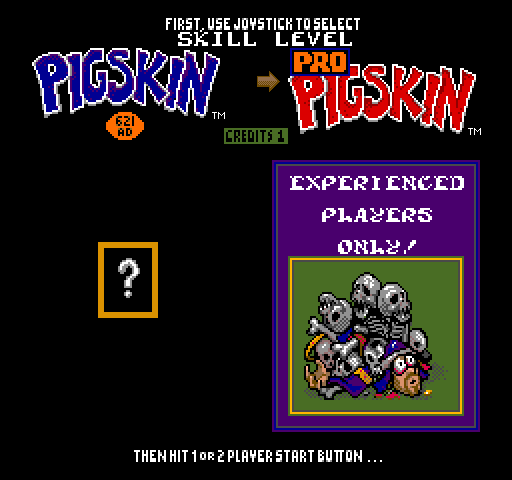 FIRST, USE JOYSTICK TO SELECT
SKILL LEVEL
PIGSKIN TM
621
AD
PRO
PIGSKIN TM
CREDITS 1
EXPERIENCED
PLAYERS
ONLY!
?
THEN HIT 1 OR 2 PLAYER START BUTTON ...